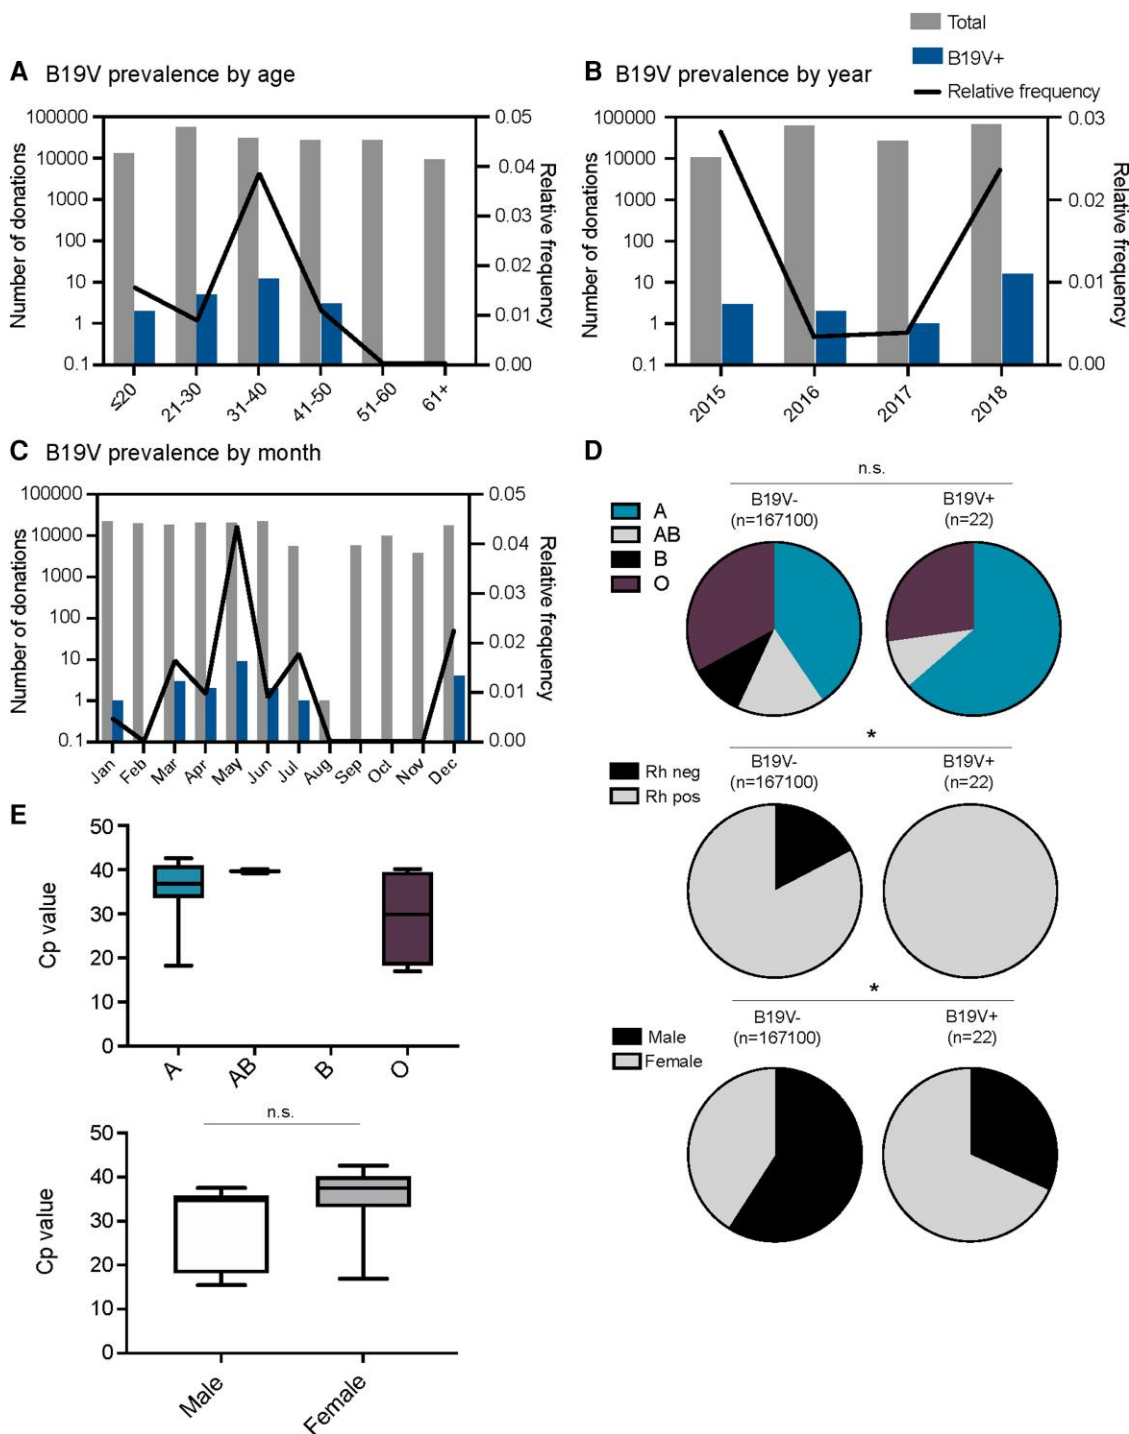 Total
B19V+
Relative frequency
A B19V prevalence by age
Number of donations
100000
10000
1000
100
10
1
0.1
0.05
0.04
0.03
0.02
0.01
0.00
Relative frequency
≤20 21-30 31-40 41-50 51-60 61+
B B19V prevalence by year
Number of donations
100000
10000
1000
100
10
1
0.1
0.03
0.02
0.01
0.00
Relative frequency
2015 2016 2017 2018
C B19V prevalence by month
Number of donations
100000
10000
1000
100
10
1
0.1
0.05
0.04
0.03
0.02
0.01
0.00
Relative frequency
Jan Feb Mar Apr May Jun Jul Aug Sep Oct Nov Dec
D
n.s.
A
AB
B
O
B19V-
(n=167100)
B19V+
(n=22)
*
Rh neg
Rh pos
B19V-
(n=167100)
B19V+
(n=22)
*
Male
Female
B19V-
(n=167100)
B19V+
(n=22)
E
Cp value
50
40
30
20
10
0
A AB B O
n.s.
Cp value
50
40
30
20
10
0
Male Female